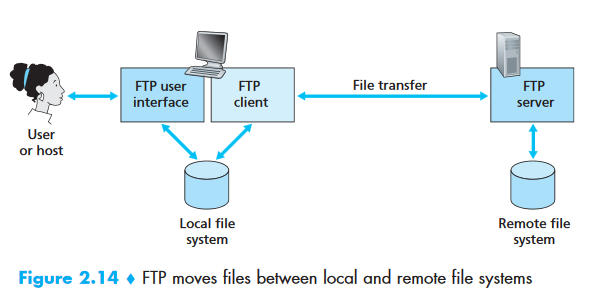 FTP user
interface
FTP
client
File transfer
FTP
server
User
or host
Local file
system
Remote file
system
Figure 2.14 ♦ FTP moves files between local and remote file systems